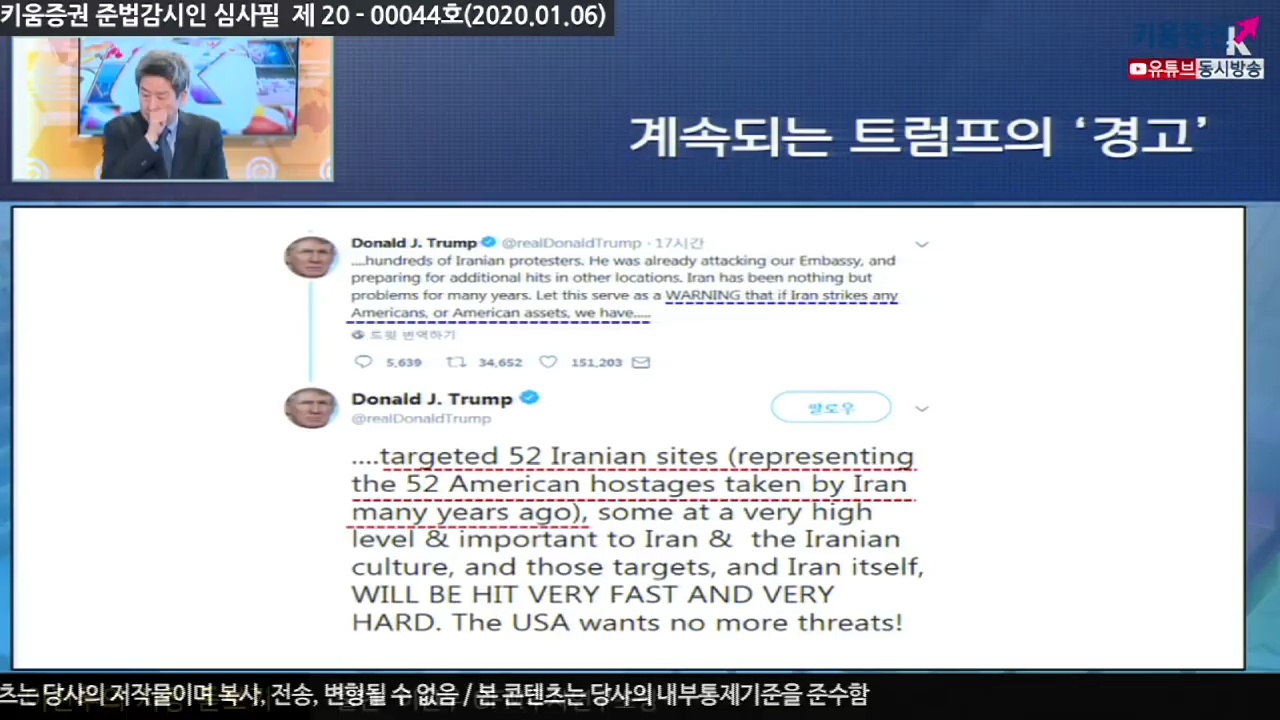 키움증권 준법감시인 심사필 제 20 - 00044호(2020.01.06)
키움증권
유튜브동시방송
계속되는 트럼프의 ‘경고’
Donald J. Trump @realDonaldTrump · 17시간
....hundreds of Iranian protesters. He was already attacking our Embassy, and
preparing for additional hits in other locations. Iran has been nothing but
problems for many years. Let this serve as a WARNING that if Iran strikes any
Americans, or American assets, we have.....
트윗 번역하기
5,639 34,652 151,203
Donald J. Trump
@realDonaldTrump
팔로우
....targeted 52 Iranian sites (representing
the 52 American hostages taken by Iran
many years ago), some at a very high
level & important to Iran & the Iranian
culture, and those targets, and Iran itself,
WILL BE HIT VERY FAST AND VERY
HARD. The USA wants no more threats!
츠는 당사의 저작물이며 복사, 전송, 변형될 수 없음 / 본 콘텐츠는 당사의 내부통제기준을 준수함